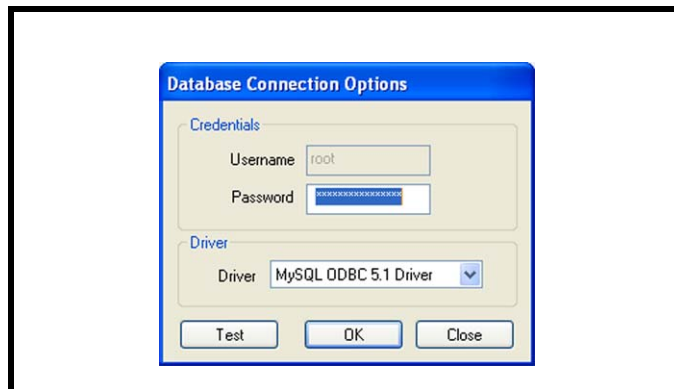 Database Connection Options
Credentials
Username root
Password ***************
Driver
Driver MySQL ODBC 5.1 Driver
Test OK Close